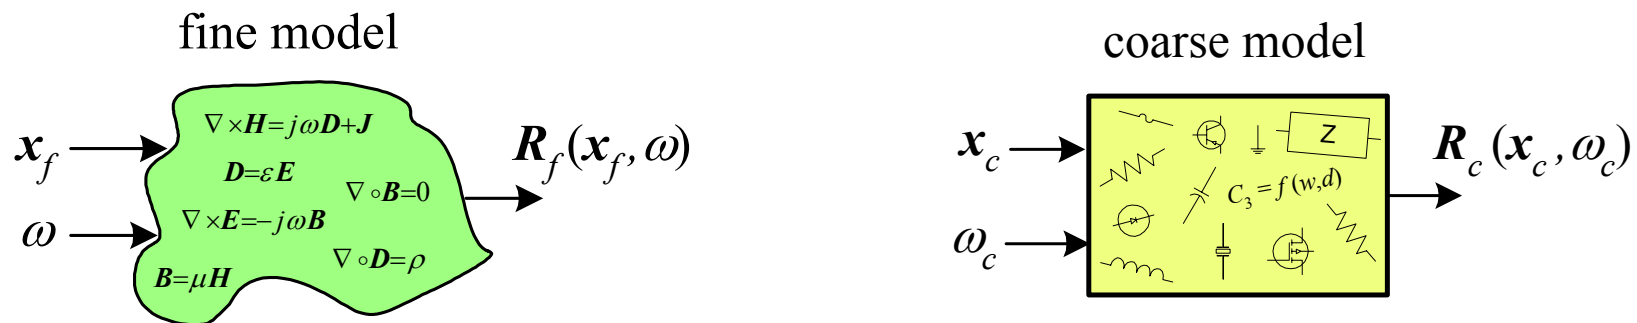 fine model
x_f
ω
∇×H=jωD+J
D=εE
∇∘B=0
∇×E=−jωB
∇∘D=ρ
B=μH
R_f(x_f, ω)
coarse model
x_c
ω_c
Z
C_3=f(w,d)
R_c(x_c, ω_c)